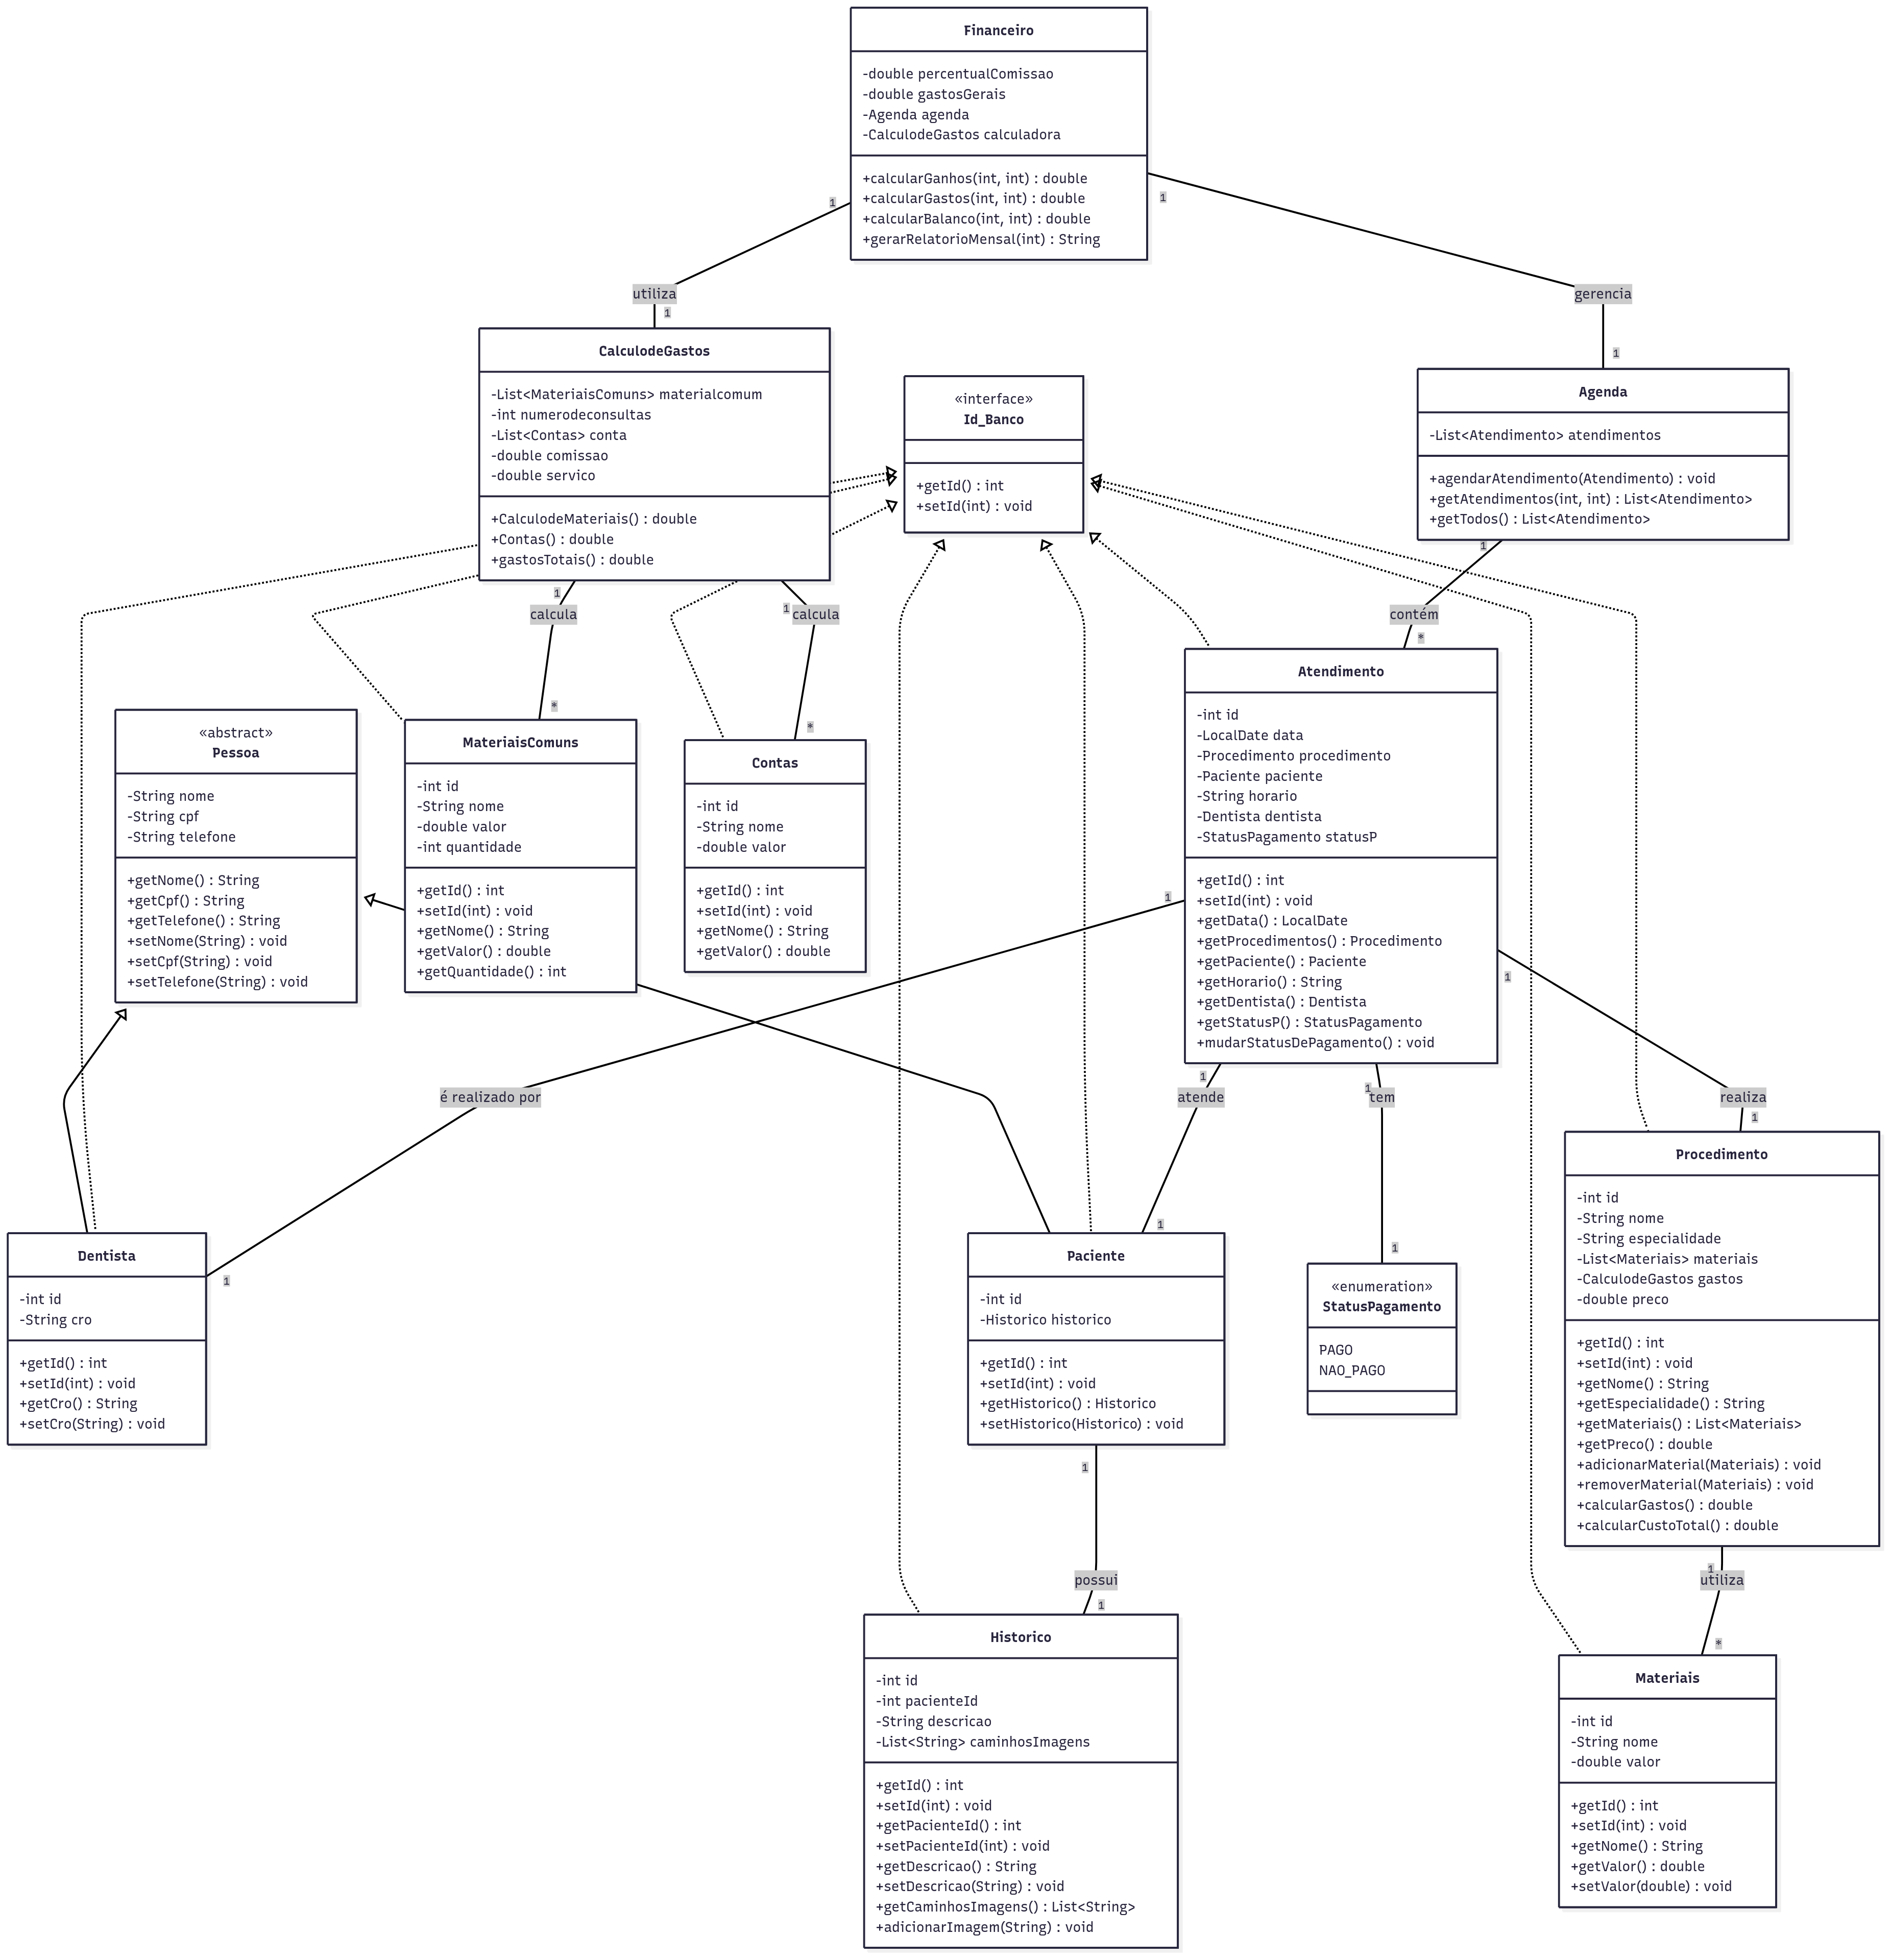 Financeiro
-double percentualComissao
-double gastosGerais
-Agenda agenda
-CalculodeGastos calculadora
+calcularGanhos(int, int) : double
+calcularGastos(int, int) : double
+calcularBalanco(int, int) : double
+gerarRelatorioMensal(int) : String
1
1
utiliza
1
gerencia
1
CalculodeGastos
-List<MateriaisComuns> materialcomum
-int numerodeconsultas
-List<Contas> conta
-double comissao
-double servico
+CalculodeMateriais() : double
+Contas() : double
+gastosTotais() : double
«interface»
Id_Banco
+getId() : int
+setId(int) : void
Agenda
-List<Atendimento> atendimentos
+agendarAtendimento(Atendimento) : void
+getAtendimentos(int, int) : List<Atendimento>
+getTodos() : List<Atendimento>
1
calcula
*
1
calcula
*
1
contém
*
«abstract»
Pessoa
-String nome
-String cpf
-String telefone
+getNome() : String
+getCpf() : String
+getTelefone() : String
+setNome(String) : void
+setCpf(String) : void
+setTelefone(String) : void
MateriaisComuns
-int id
-String nome
-double valor
-int quantidade
+getId() : int
+setId(int) : void
+getNome() : String
+getValor() : double
+getQuantidade() : int
Contas
-int id
-String nome
-double valor
+getId() : int
+setId(int) : void
+getNome() : String
+getValor() : double
Atendimento
-int id
-LocalDate data
-Procedimento procedimento
-Paciente paciente
-String horario
-Dentista dentista
-StatusPagamento statusP
+getId() : int
+setId(int) : void
+getData() : LocalDate
+getProcedimentos() : Procedimento
+getPaciente() : Paciente
+getHorario() : String
+getDentista() : Dentista
+getStatusP() : StatusPagamento
+mudarStatusDePagamento() : void
1
é realizado por
1
1
atende
1
1
tem
1
1
realiza
1
Dentista
-int id
-String cro
+getId() : int
+setId(int) : void
+getCro() : String
+setCro(String) : void
Paciente
-int id
-Historico historico
+getId() : int
+setId(int) : void
+getHistorico() : Historico
+setHistorico(Historico) : void
«enumeration»
StatusPagamento
PAGO
NAO_PAGO
Procedimento
-int id
-String nome
-String especialidade
-List<Materiais> materiais
-CalculodeGastos gastos
-double preco
+getId() : int
+setId(int) : void
+getNome() : String
+getEspecialidade() : String
+getMateriais() : List<Materiais>
+getPreco() : double
+adicionarMaterial(Materiais) : void
+removerMaterial(Materiais) : void
+calcularGastos() : double
+calcularCustoTotal() : double
1
possui
1
1
utiliza
*
Historico
-int id
-int pacienteId
-String descricao
-List<String> caminhosImagens
+getId() : int
+setId(int) : void
+getPacienteId() : int
+setPacienteId(int) : void
+getDescricao() : String
+setDescricao(String) : void
+getCaminhosImagens() : List<String>
+adicionarImagem(String) : void
Materiais
-int id
-String nome
-double valor
+getId() : int
+setId(int) : void
+getNome() : String
+getValor() : double
+setValor(double) : void